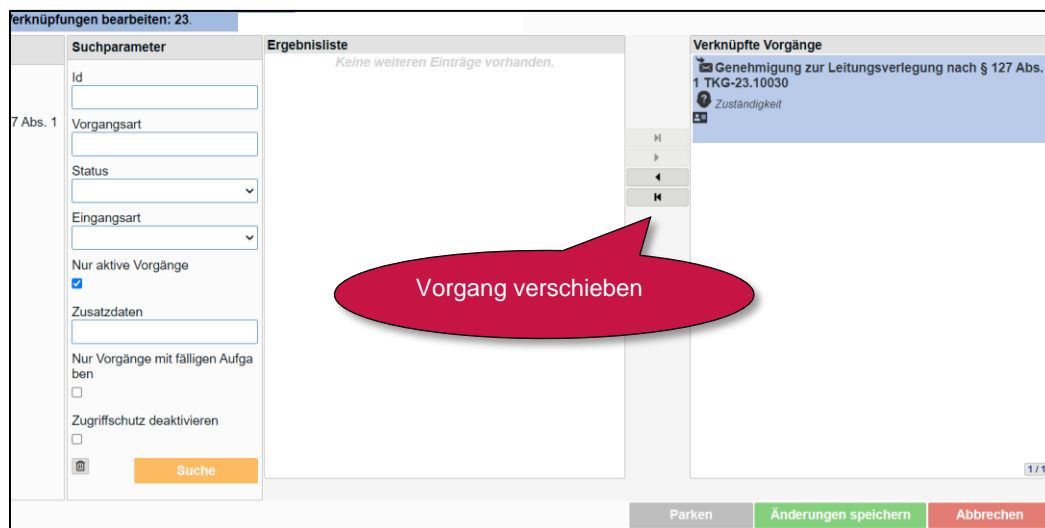 erknüpfungen bearbeiten: 23.
Suchparameter
Ergebnisliste
Verknüpfte Vorgänge
Keine weiteren Einträge vorhanden.
Genehmigung zur Leitungsverlegung nach § 127 Abs.
1 TKG-23.10030
Zuständigkeit
7 Abs. 1
Id
Vorgangsart
Status
Eingangsart
Nur aktive Vorgänge
Zusatzdaten
Nur Vorgänge mit fälligen Aufga
ben
Zugriffschutz deaktivieren
Suche
Vorgang verschieben
1 / 1
Parken
Änderungen speichern
Abbrechen